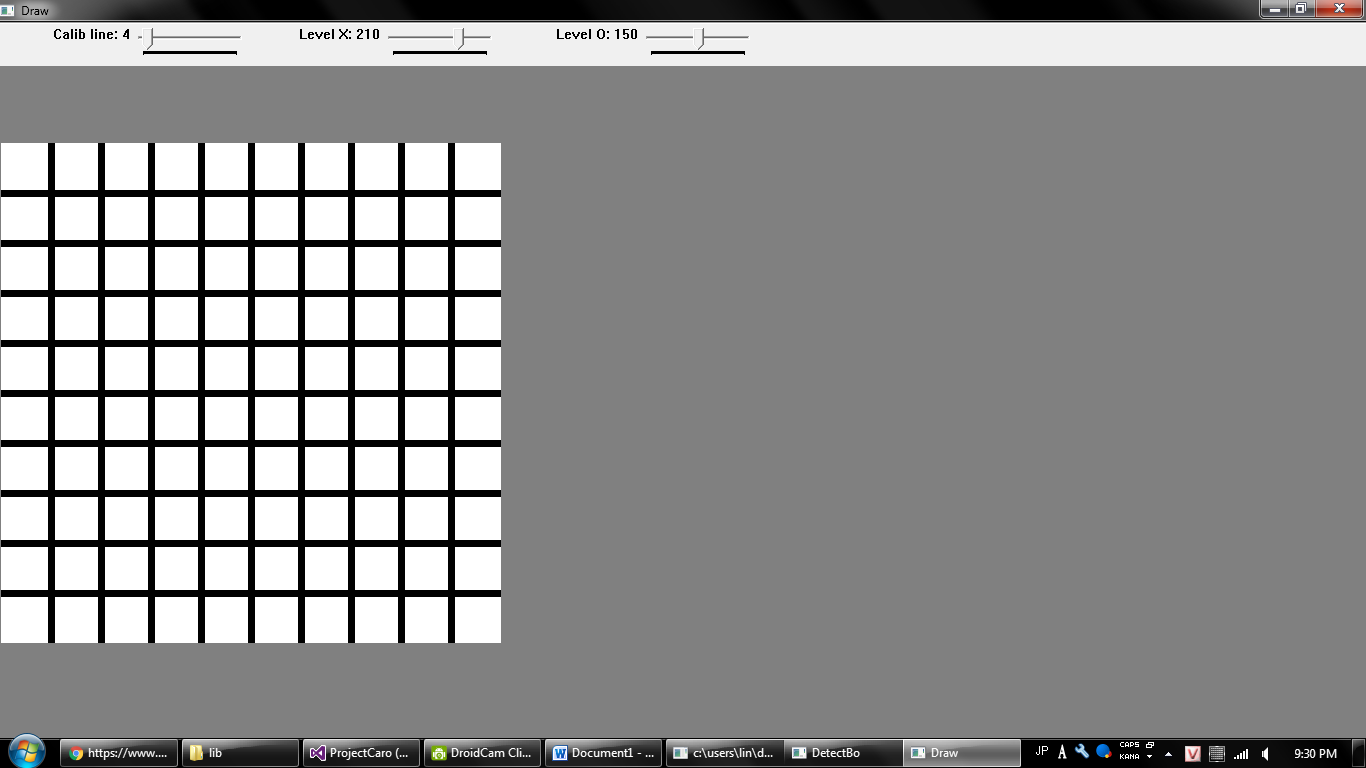 Draw
Calib line: 4
Level X: 210
Level O: 150
https://www....
lib
ProjectCaro (...
DroidCam Cli...
Document1 - ...
c:\users\lin\d...
DetectBo
Draw
JP
A
CAPS
KANA
V
9:30 PM